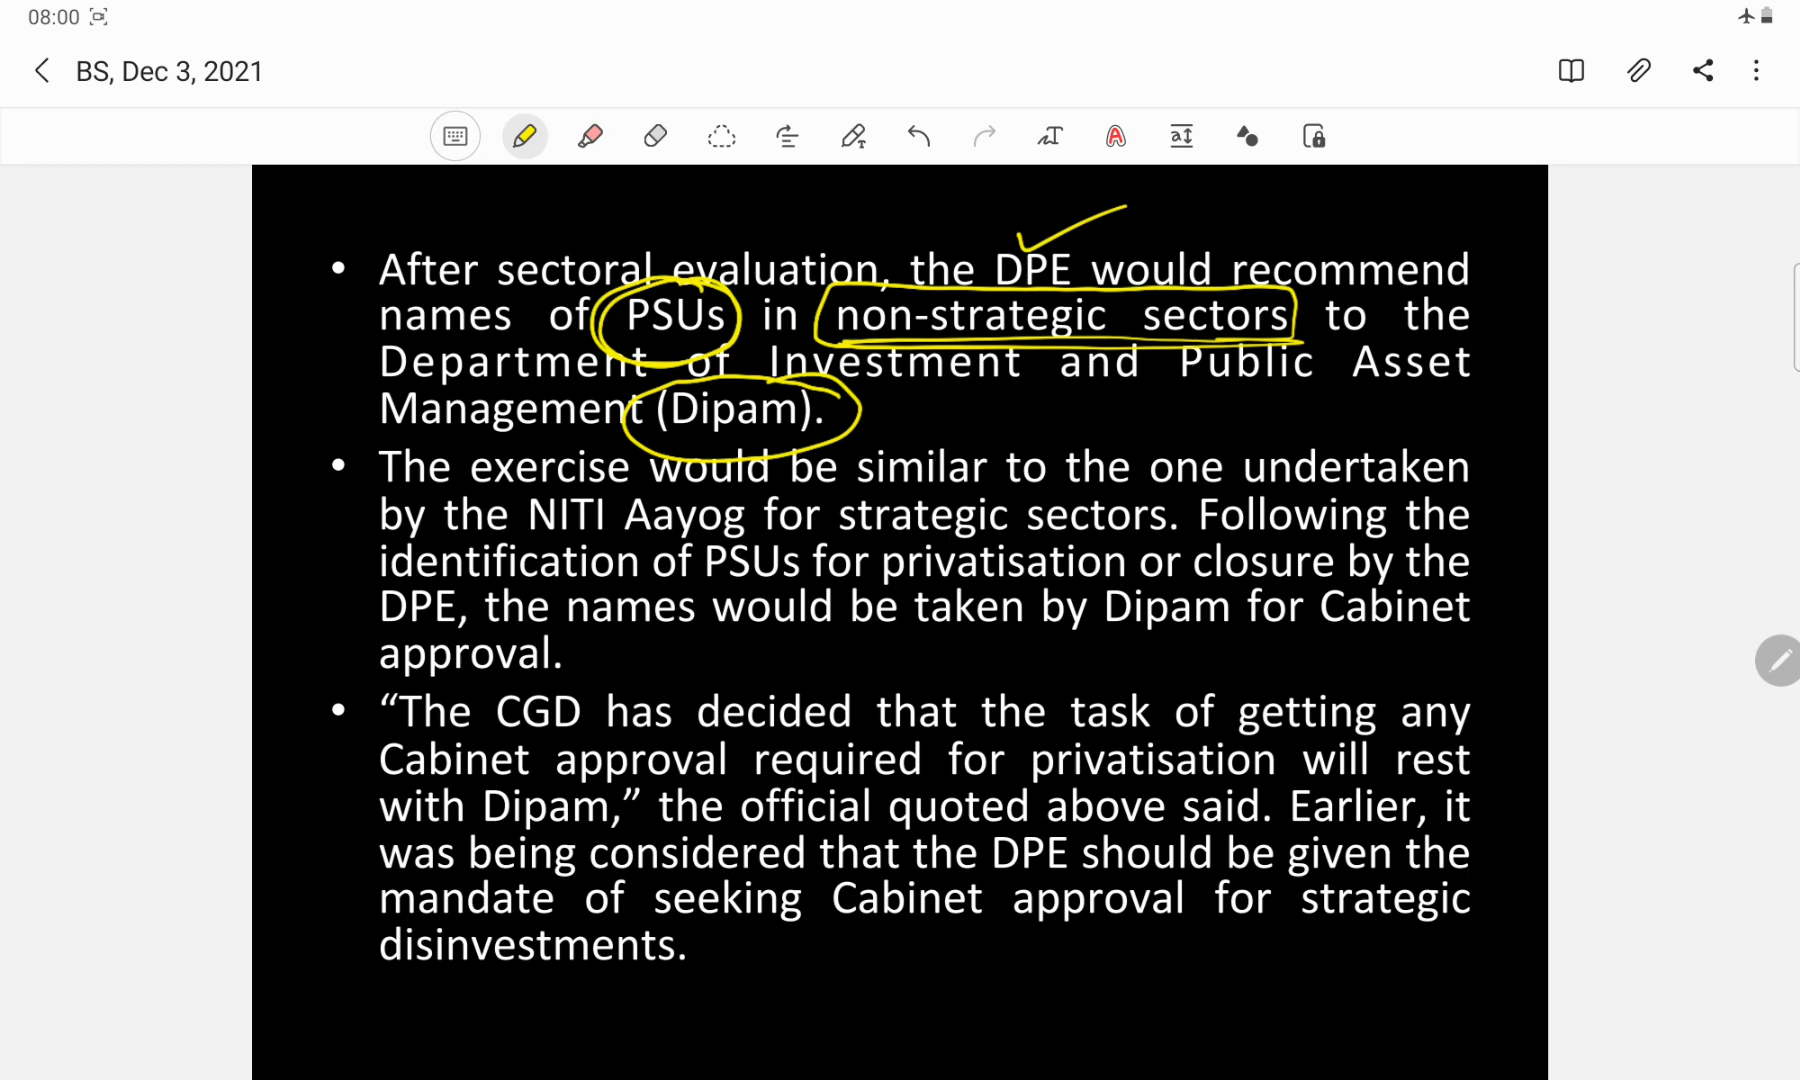 08:00
BS, Dec 3, 2021
• After sectoral evaluation, the DPE would recommend
names of PSUs in non-strategic sectors to the
Department of Investment and Public Asset
Management (Dipam).
• The exercise would be similar to the one undertaken
by the NITI Aayog for strategic sectors. Following the
identification of PSUs for privatisation or closure by the
DPE, the names would be taken by Dipam for Cabinet
approval.
• “The CGD has decided that the task of getting any
Cabinet approval required for privatisation will rest
with Dipam,” the official quoted above said. Earlier, it
was being considered that the DPE should be given the
mandate of seeking Cabinet approval for strategic
disinvestments.